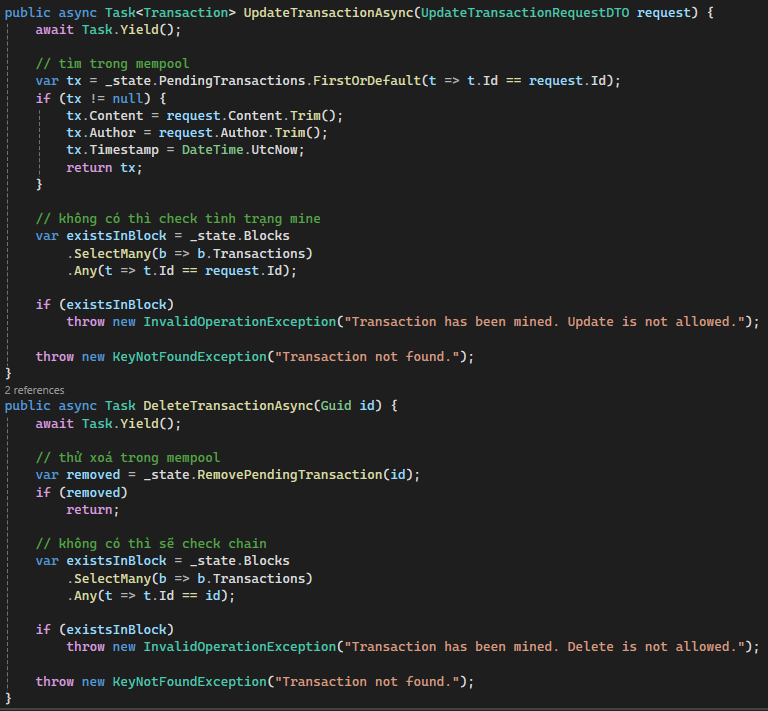 public async Task<Transaction> UpdateTransactionAsync(UpdateTransactionRequestDTO request) {
    await Task.Yield();

    // tìm trong mempool
    var tx = _state.PendingTransactions.FirstOrDefault(t => t.Id == request.Id);
    if (tx != null) {
        tx.Content = request.Content.Trim();
        tx.Author = request.Author.Trim();
        tx.Timestamp = DateTime.UtcNow;
        return tx;
    }

    // không có thì check tình trạng mine
    var existsInBlock = _state.Blocks
        .SelectMany(b => b.Transactions)
        .Any(t => t.Id == request.Id);

    if (existsInBlock)
        throw new InvalidOperationException("Transaction has been mined. Update is not allowed.");

    throw new KeyNotFoundException("Transaction not found.");
}
2 references
public async Task DeleteTransactionAsync(Guid id) {
    await Task.Yield();

    // thử xoá trong mempool
    var removed = _state.RemovePendingTransaction(id);
    if (removed)
        return;

    // không có thì sẽ check chain
    var existsInBlock = _state.Blocks
        .SelectMany(b => b.Transactions)
        .Any(t => t.Id == id);

    if (existsInBlock)
        throw new InvalidOperationException("Transaction has been mined. Delete is not allowed.");

    throw new KeyNotFoundException("Transaction not found.");
}